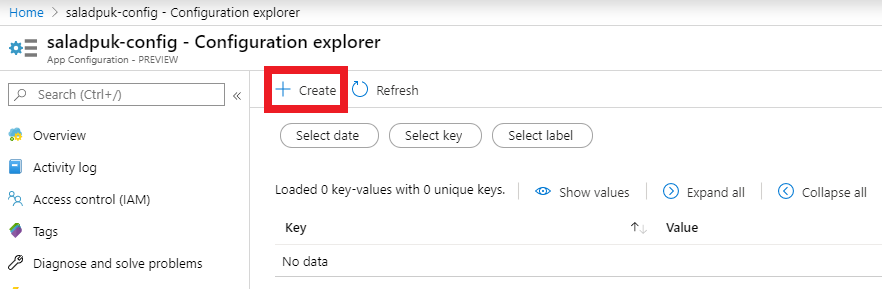 Home > saladpuk-config - Configuration explorer
saladpuk-config - Configuration explorer
App Configuration - PREVIEW
Search (Ctrl+/)
Overview
Activity log
Access control (IAM)
Tags
Diagnose and solve problems
Create Refresh
Select date Select key Select label
Loaded 0 key-values with 0 unique keys. Show values Expand all Collapse all
Key Value
No data